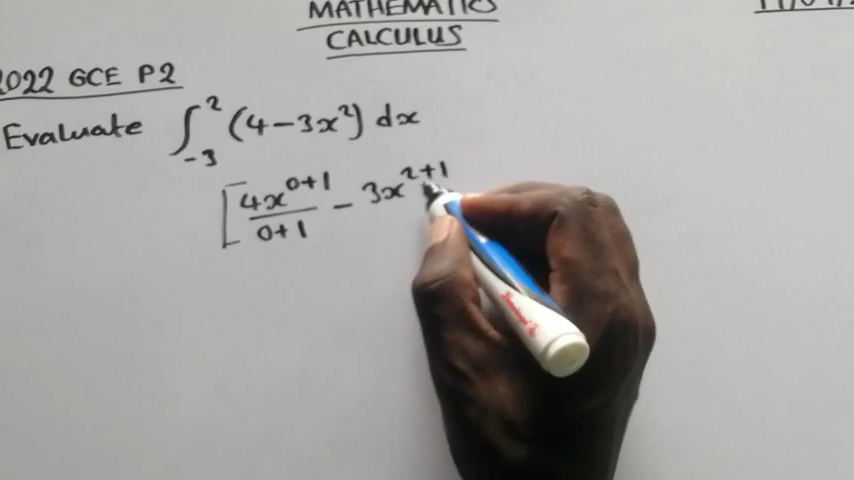 MATHEMATICS
CALCULUS
2022 GCE P2
Evaluate ∫₋₃² (4-3x²) dx
[4x⁰⁺¹/0+1 - 3x²⁺¹